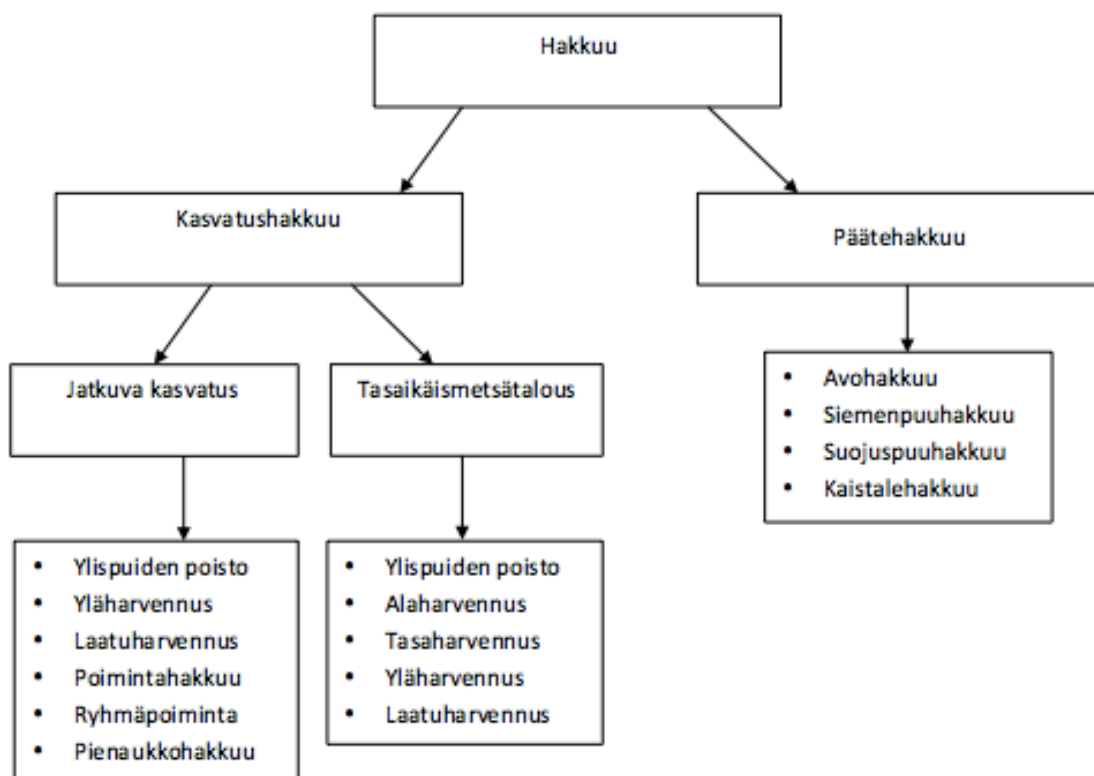 Hakkuu
Kasvatushakkuu
Päätehakkuu
Jatkuva kasvatus
Tasaikäismetsätalous
• Avohakkuu
• Siemenpuuhakkuu
• Suojuspuuhakkuu
• Kaistalehakkuu
• Ylispuiden poisto
• Yläharvennus
• Laatuharvennus
• Poimintahakkuu
• Ryhmäpoiminta
• Pienaukkohakkuu
• Ylispuiden poisto
• Alaharvennus
• Tasaharvennus
• Yläharvennus
• Laatuharvennus